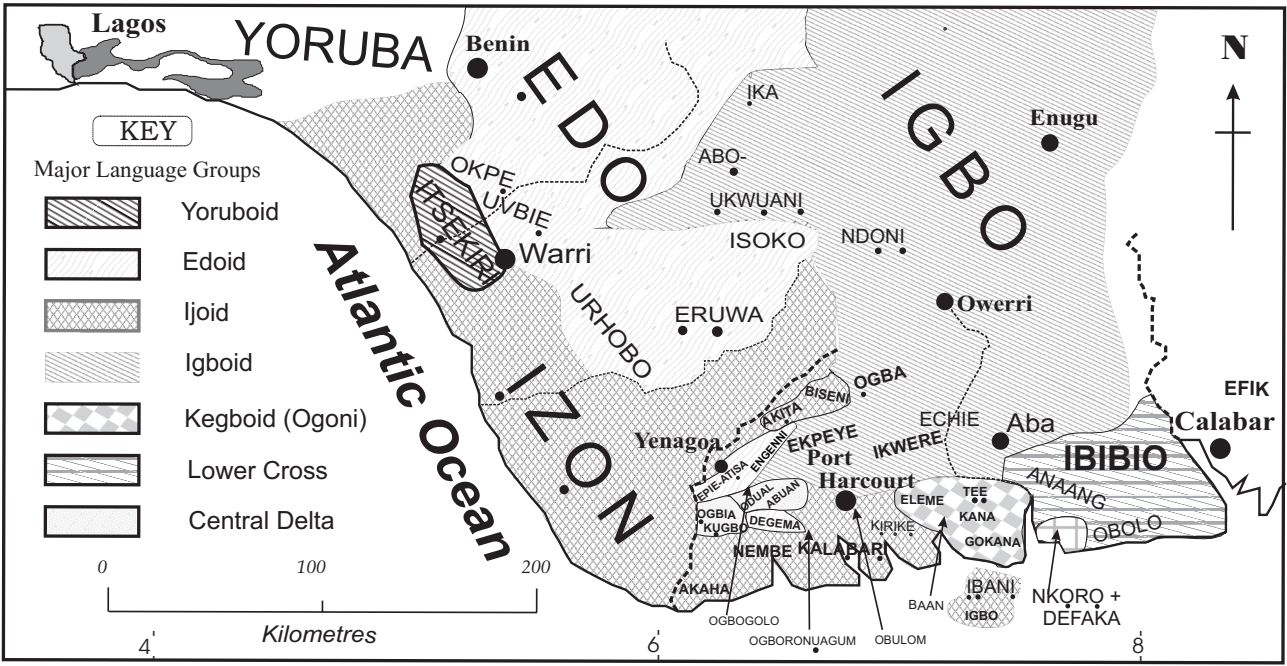 Lagos
YORUBA
Benin
EDO
IKA
IGBO
Enugu
N
KEY
Major Language Groups
Yoruboid
Edoid
Ijoid
Igboid
Kegboid (Ogoni)
Lower Cross
Central Delta
ABO-
OKPE
ITSEKIRI
UVBIE
UKWUANI
ISOKO
NDONI
Warri
Atlantic Ocean
URHOBO
ERUWA
Owerri
IZON
BISENI
OGBA
AKITA
ECHIE
Aba
EFIK
Calabar
Yenagoa
ENGENNI
EKPEYE
IKWERE
IBIBIO
Port
Harcourt
EPIE-ATISA
ODUAL
ABUAN
ELEME
TEE
ANAANG
OGBIA
KUGBO
DEGEMA
KIRIKE
KANA
GOKANA
OBOLO
NEMBE
KALABARI
AKAHA
IBANI
IGBO
BAAN
NKORO +
DEFAKA
OGBOGOLO
OGBORONUAGUM
OBULOM
0 100 200
Kilometres
4' 6' 8